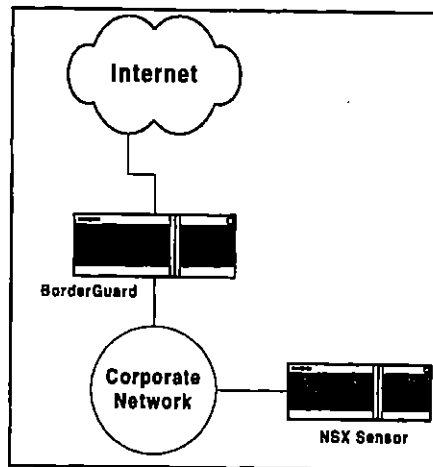 Internet
BorderGuard
Corporate
Network
NSX Sensor